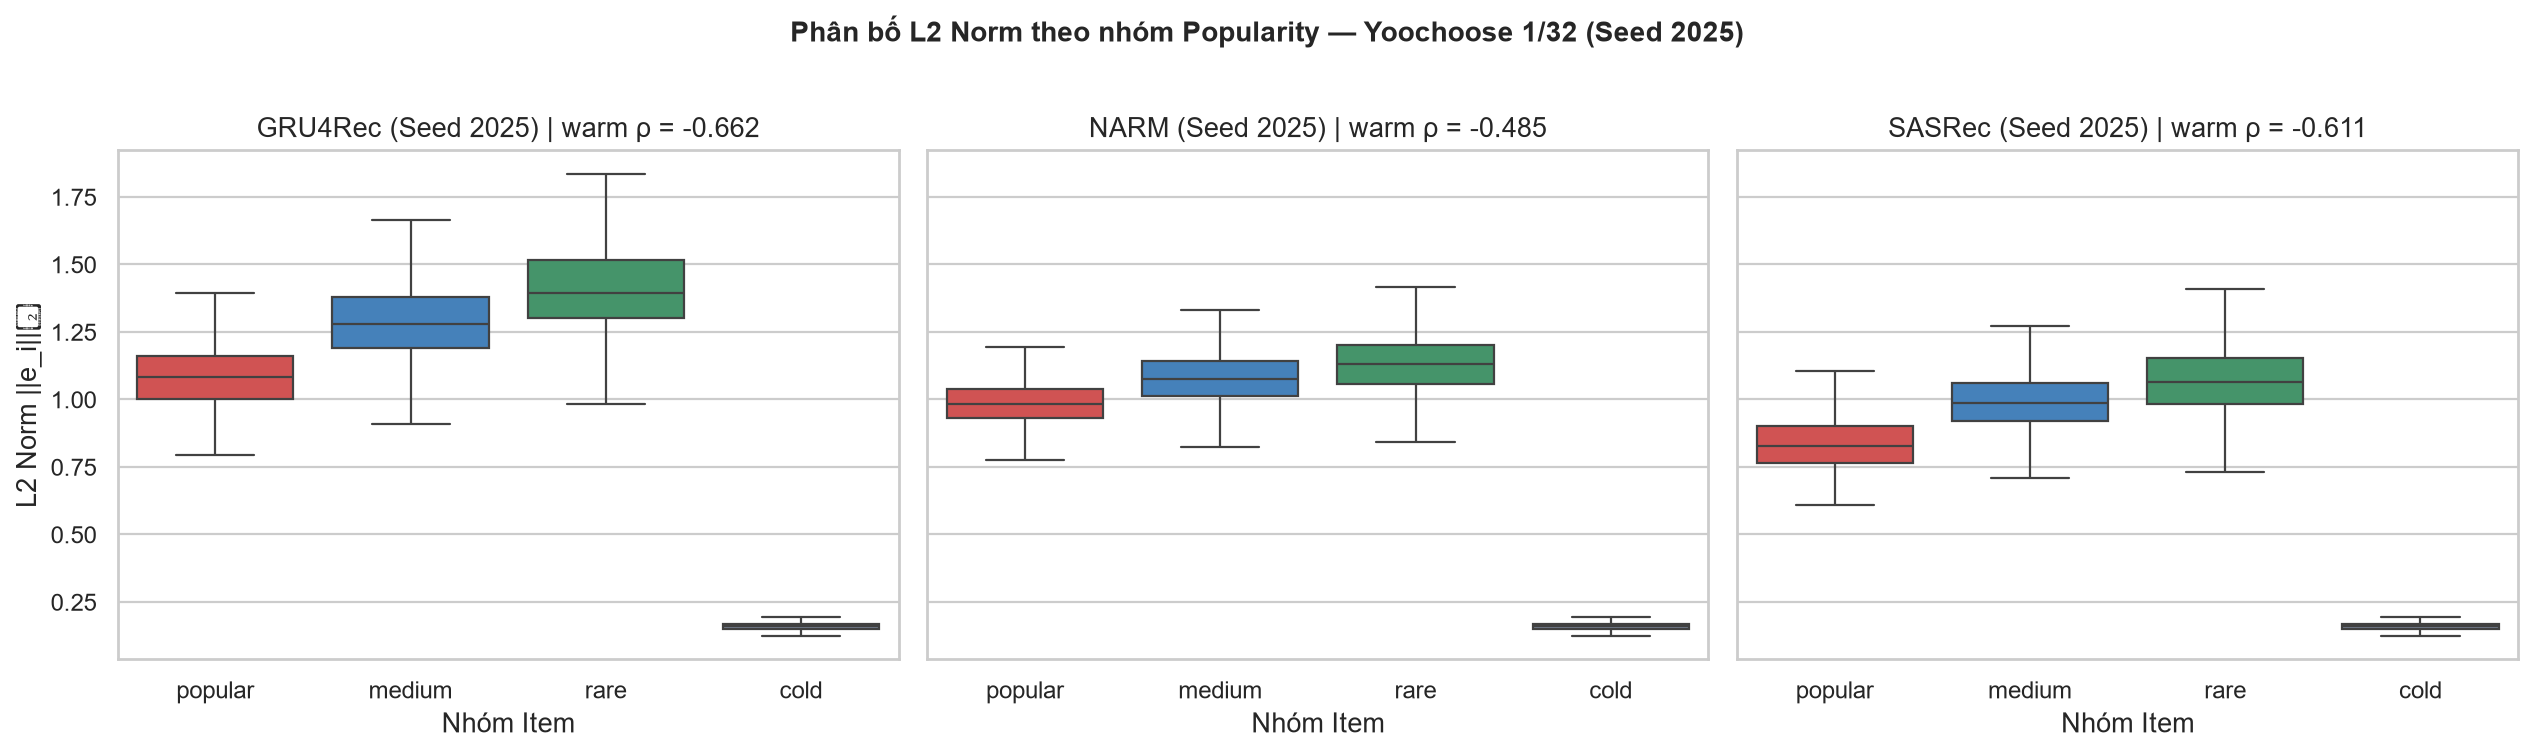 Phân bố L2 Norm theo nhóm Popularity — Yoochoose 1/32 (Seed 2025)
GRU4Rec (Seed 2025) | warm ρ = -0.662
NARM (Seed 2025) | warm ρ = -0.485
SASRec (Seed 2025) | warm ρ = -0.611
L2 Norm ||e_i||₂
1.75
1.50
1.25
1.00
0.75
0.50
0.25
popular medium rare cold
popular medium rare cold
popular medium rare cold
Nhóm Item
Nhóm Item
Nhóm Item